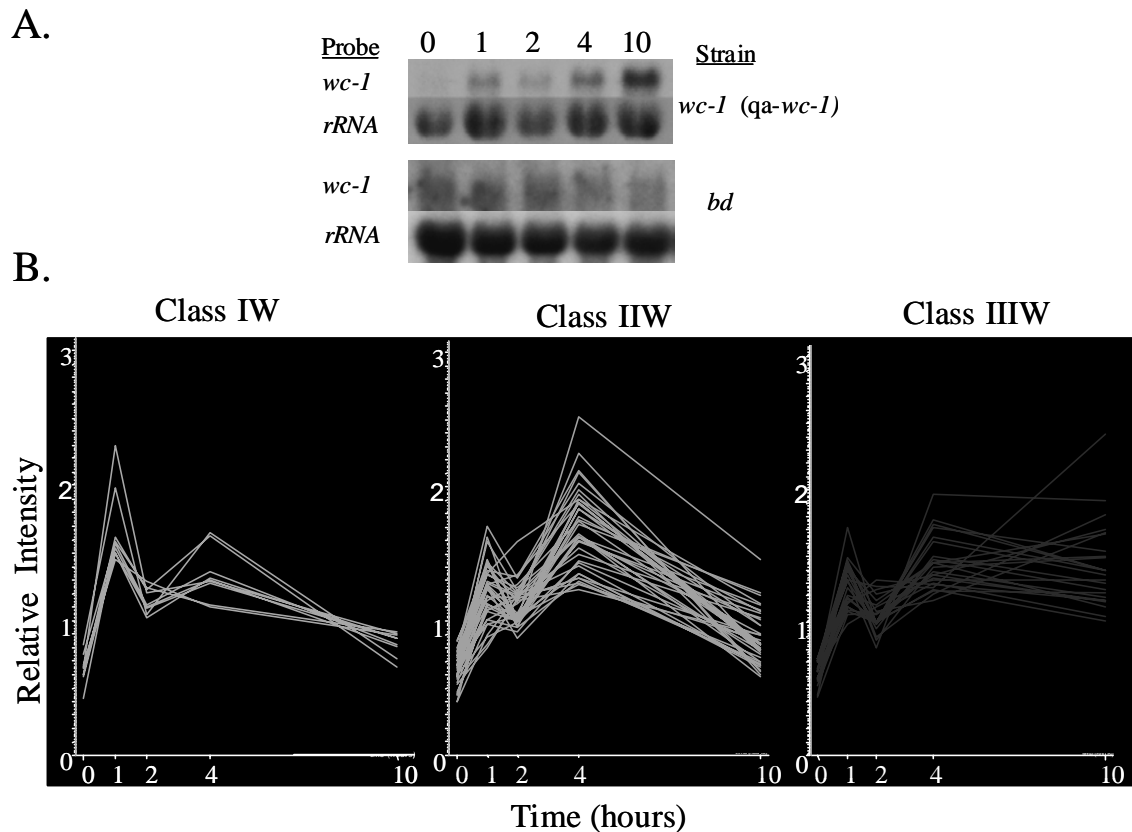 A.
Probe 0 1 2 4 10 Strain
wc-1
wc-1 (qa-wc-1)
rRNA
wc-1
bd
rRNA
B.
Class IW Class IIW Class IIIW
Relative Intensity
3 3 3
2 2 2
1 1 1
0 0 0
0 1 2 4 10 0 1 2 4 10 0 1 2 4 10
Time (hours)